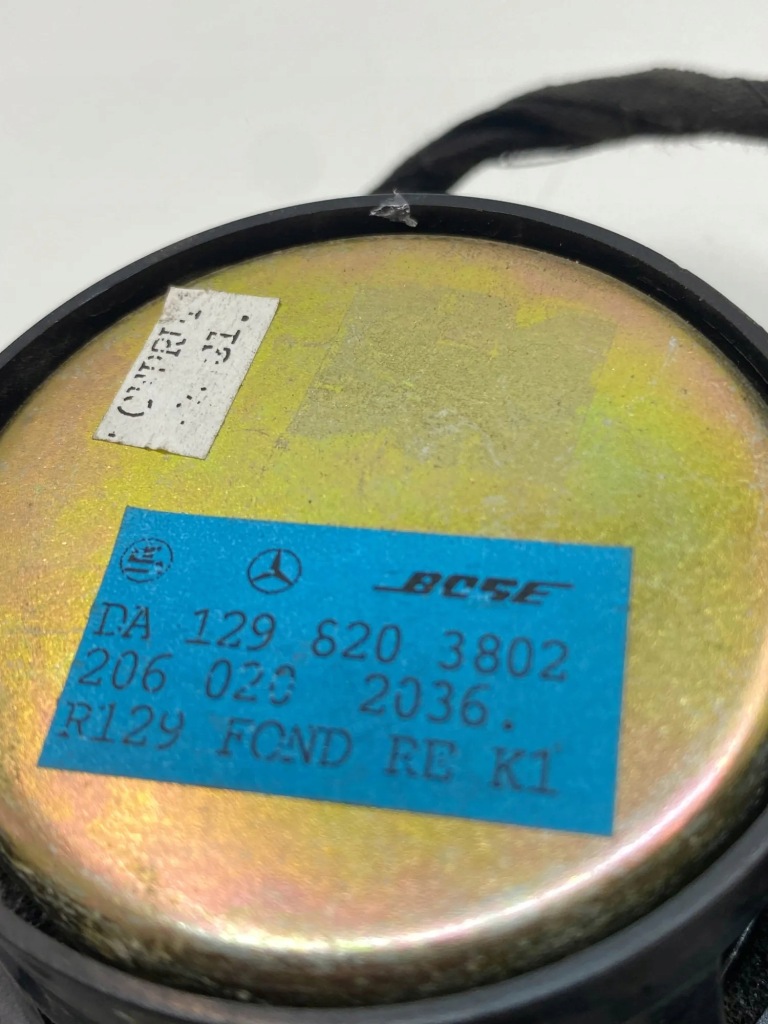 BOSE
DA 129 820 3802
206 020 2036.
R129 FOND RE K1